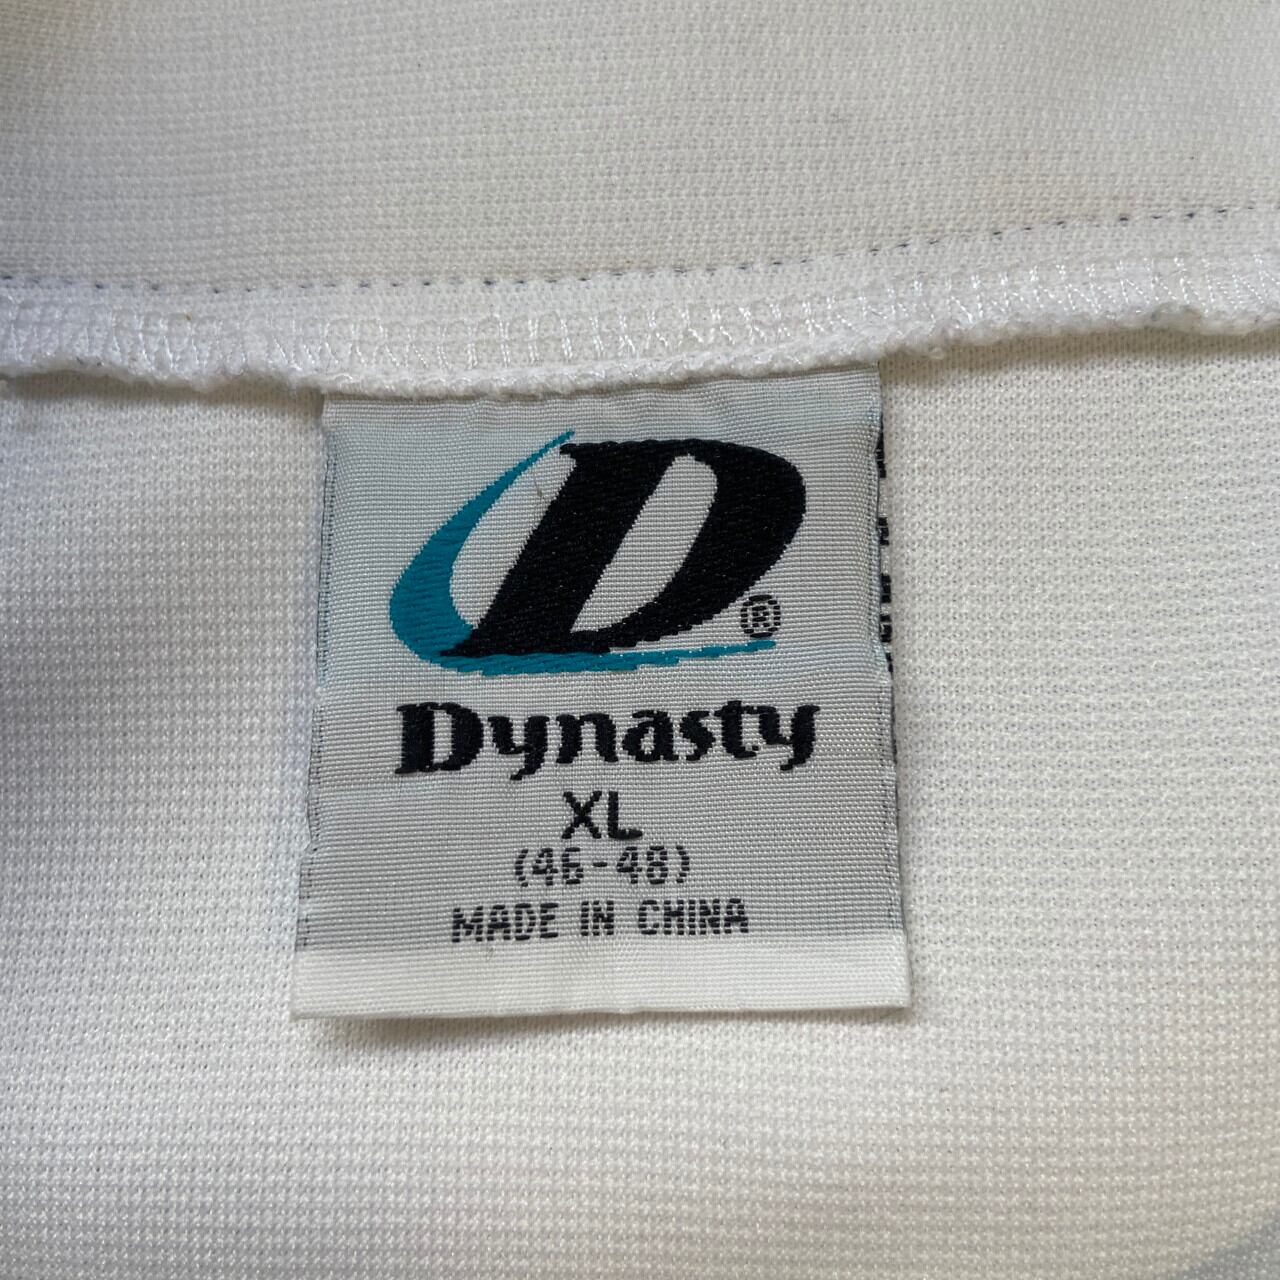 D®
Dynasty
XL
(46-48)
MADE IN CHINA